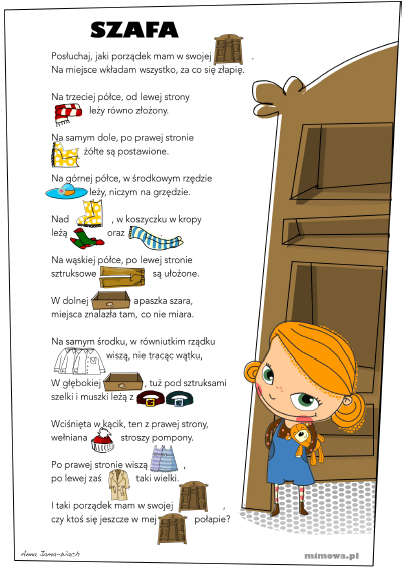 SZAFA
Posłuchaj, jaki porządek mam w swojej .
Na miejsce wkładam wszystko, za co się złapię.
Na trzeciej półce, od lewej strony
leży równo złożony.
Na samym dole, po prawej stronie
żółte są postawione.
Na górnej półce, w środkowym rzędzie
leży, niczym na grzędzie.
Nad , w koszyczku w kropy
leżą oraz .
Na wąskiej półce, po lewej stronie
sztruksowe są ułożone.
W dolnej apaszka szara,
miejsca znalazła tam, co nie miara.
Na samym środku, w równiutkim rządku
wiszą, nie tracąc wątku,
W głębokiej , tuż pod sztruksami
szelki i muszki leżą z .
Wciśnięta w kącik, ten z prawej strony,
wełniana stroszy pompony.
Po prawej stronie wiszą ,
po lewej zaś taki wielki.
I taki porządek mam w swojej ,
czy ktoś się jeszcze w mej połapie?
mimowa.pl